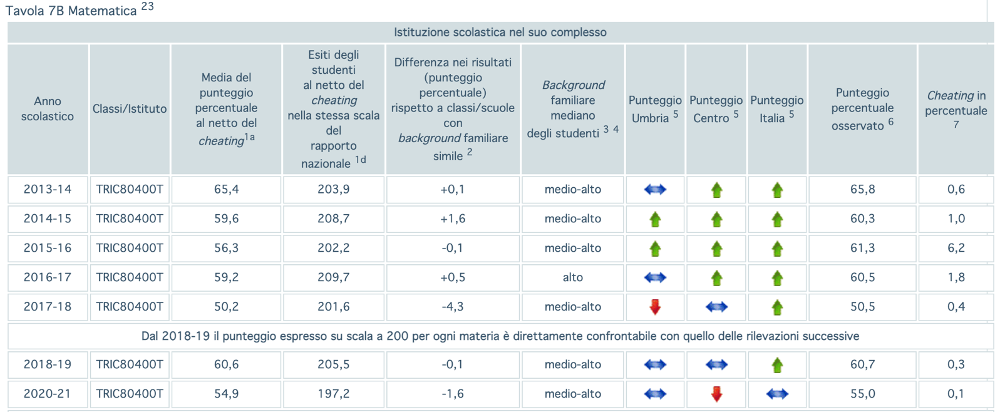 Tavola 7B Matematica 23
Istituzione scolastica nel suo complesso
Anno
scolastico
Classi/Istituto
Media del
punteggio
percentuale
al netto del
cheating1a
Esiti degli
studenti
al netto del
cheating
nella stessa scala
del
rapporto
nazionale 1d
Differenza nei risultati
(punteggio
percentuale)
rispetto a classi/scuole
con
background familiare
simile 2
Background
familiare
mediano
degli studenti 3 4
Punteggio
Umbria 5
Punteggio
Centro 5
Punteggio
Italia 5
Punteggio
percentuale
osservato 6
Cheating in
percentuale
7
2013-14 TRIC80400T 65,4 203,9 +0,1 medio-alto 65,8 0,6
2014-15 TRIC80400T 59,6 208,7 +1,6 medio-alto 60,3 1,0
2015-16 TRIC80400T 56,3 202,2 -0,1 medio-alto 61,3 6,2
2016-17 TRIC80400T 59,2 209,7 +0,5 alto 60,5 1,8
2017-18 TRIC80400T 50,2 201,6 -4,3 medio-alto 50,5 0,4
Dal 2018-19 il punteggio espresso su scala a 200 per ogni materia è direttamente confrontabile con quello delle rilevazioni successive
2018-19 TRIC80400T 60,6 205,5 -0,1 medio-alto 60,7 0,3
2020-21 TRIC80400T 54,9 197,2 -1,6 medio-alto 55,0 0,1